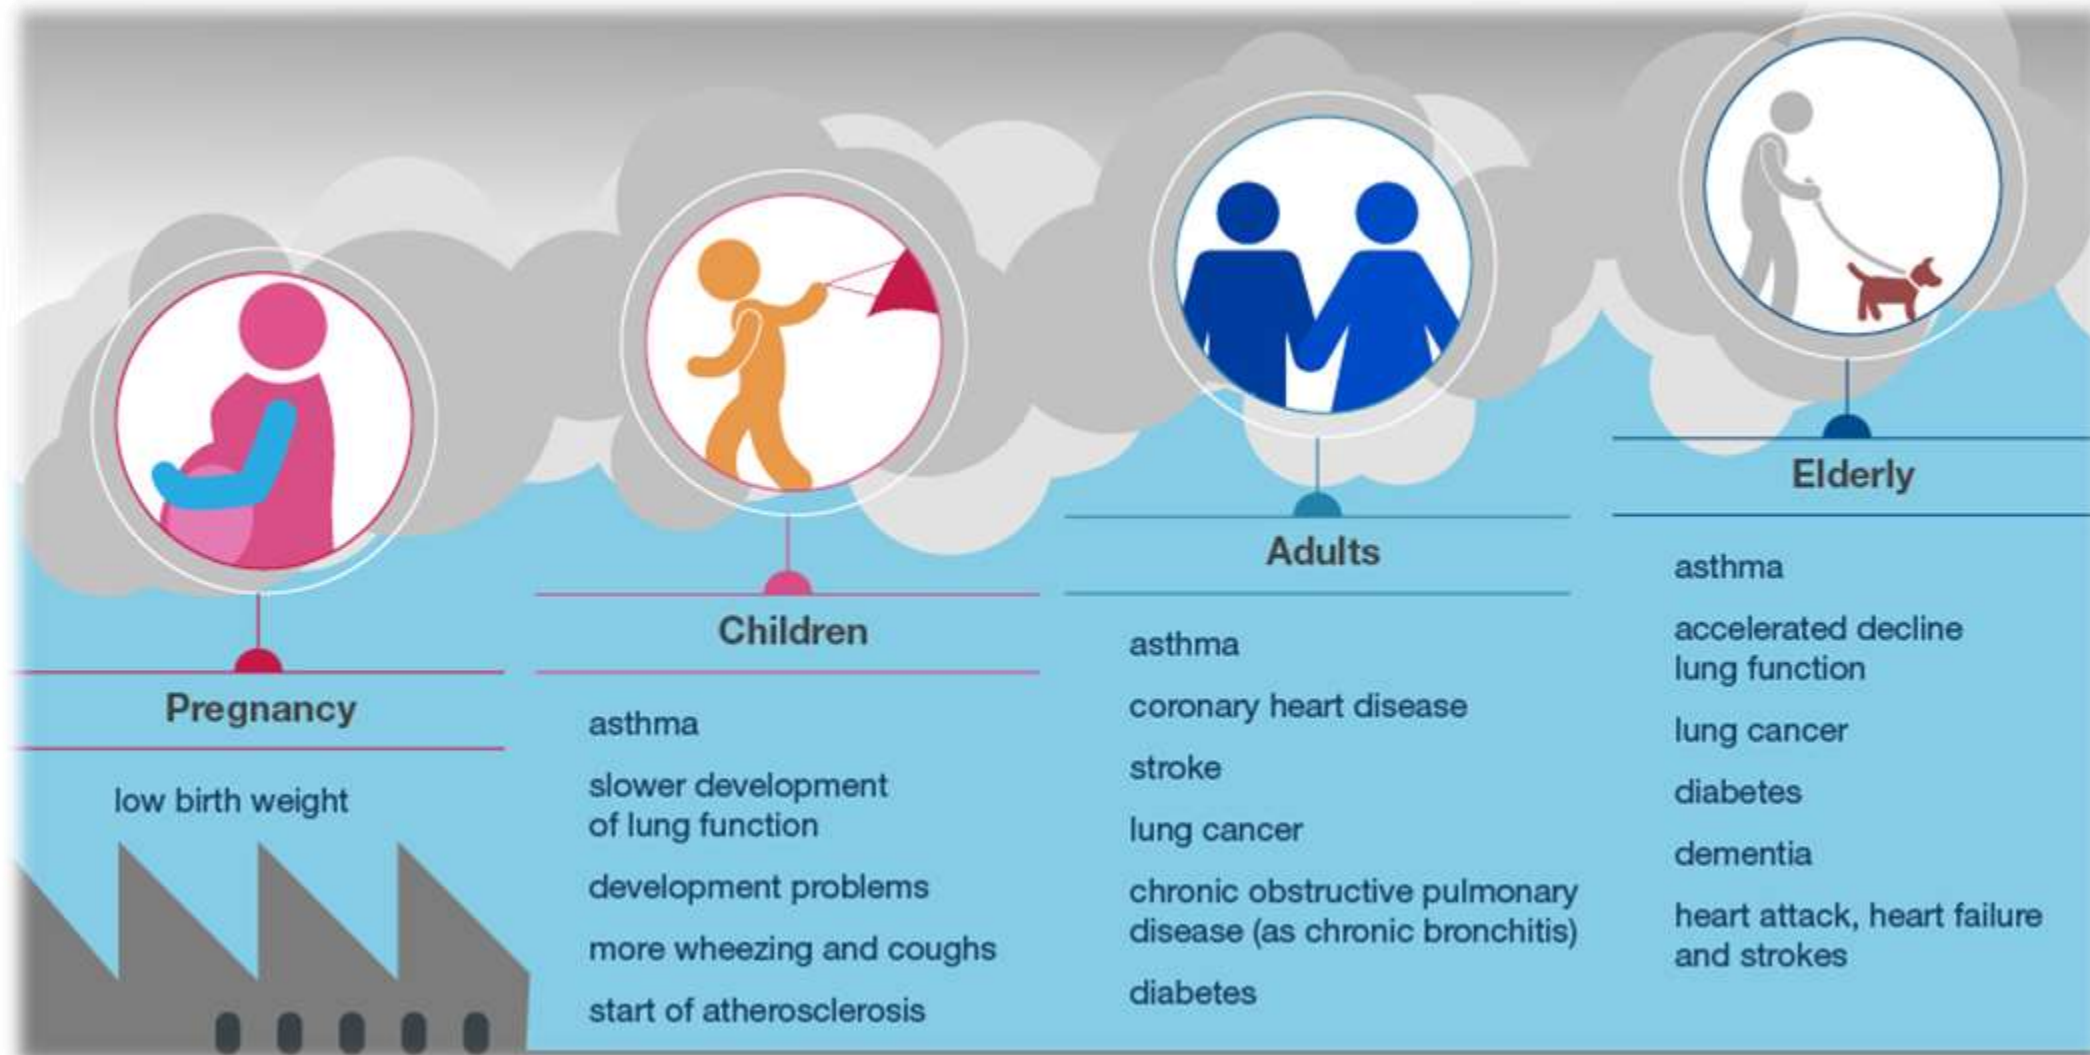 Pregnancy
low birth weight
Children
asthma
slower development
of lung function
development problems
more wheezing and coughs
start of atherosclerosis
Adults
asthma
coronary heart disease
stroke
lung cancer
chronic obstructive pulmonary
disease (as chronic bronchitis)
diabetes
Elderly
asthma
accelerated decline
lung function
lung cancer
diabetes
dementia
heart attack, heart failure
and strokes